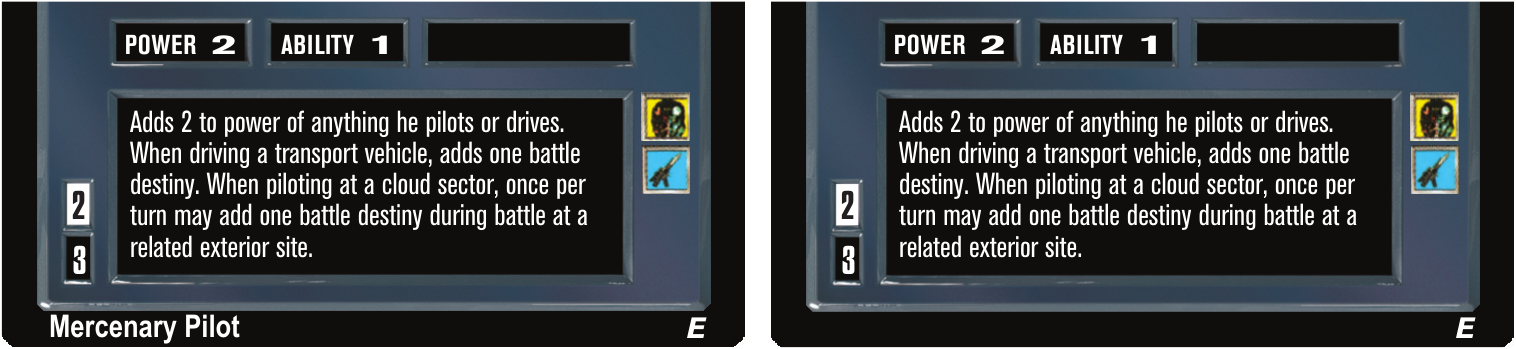 POWER 2 ABILITY 1
Adds 2 to power of anything he pilots or drives.
When driving a transport vehicle, adds one battle
destiny. When piloting at a cloud sector, once per
turn may add one battle destiny during battle at a
related exterior site.
2
3
Mercenary Pilot E
POWER 2 ABILITY 1
Adds 2 to power of anything he pilots or drives.
When driving a transport vehicle, adds one battle
destiny. When piloting at a cloud sector, once per
turn may add one battle destiny during battle at a
related exterior site.
2
3
E